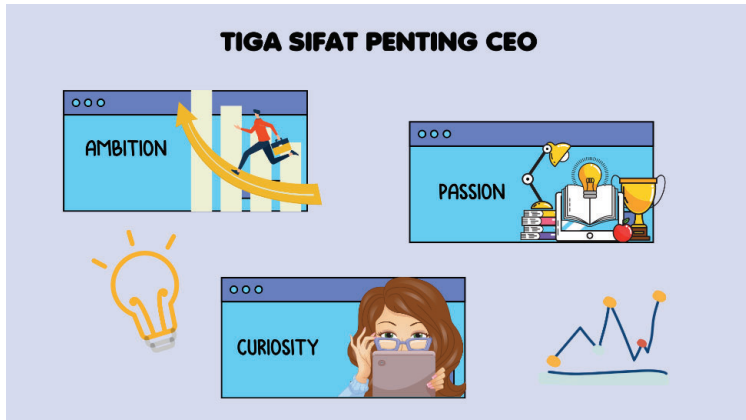 TIGA SIFAT PENTING CEO
AMBITION
PASSION
CURIOSITY